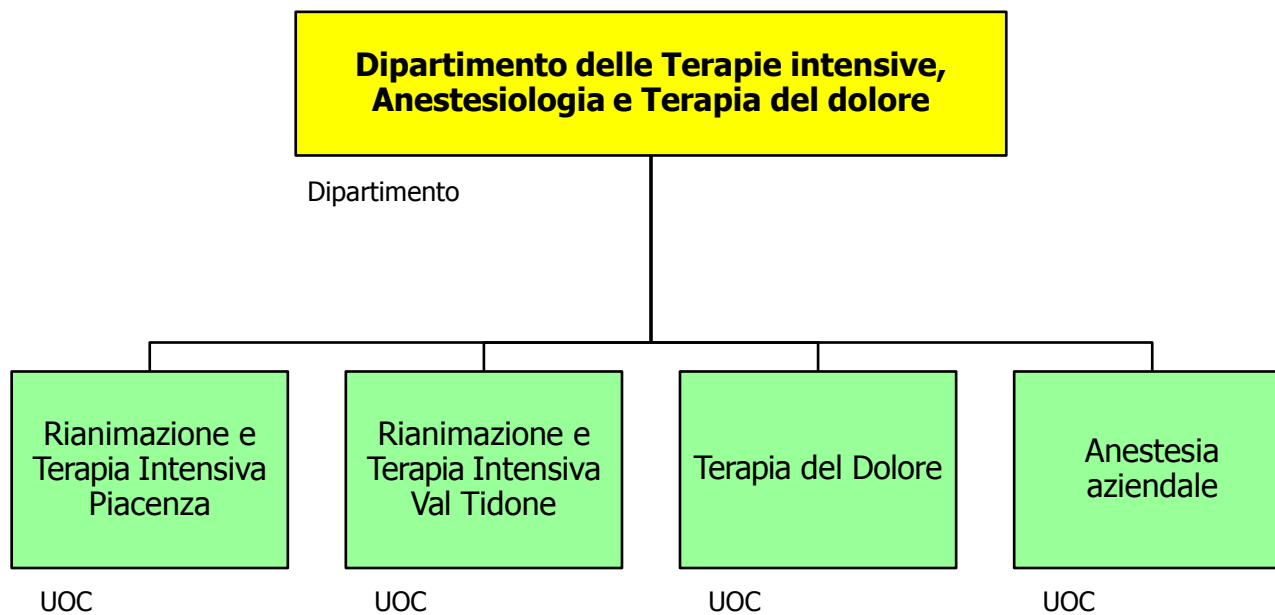 Dipartimento delle Terapie intensive,
Anestesiologia e Terapia del dolore
Dipartimento
Rianimazione e
Terapia Intensiva
Piacenza
Rianimazione e
Terapia Intensiva
Val Tidone
Terapia del Dolore
Anestesia
aziendale
UOC
UOC
UOC
UOC